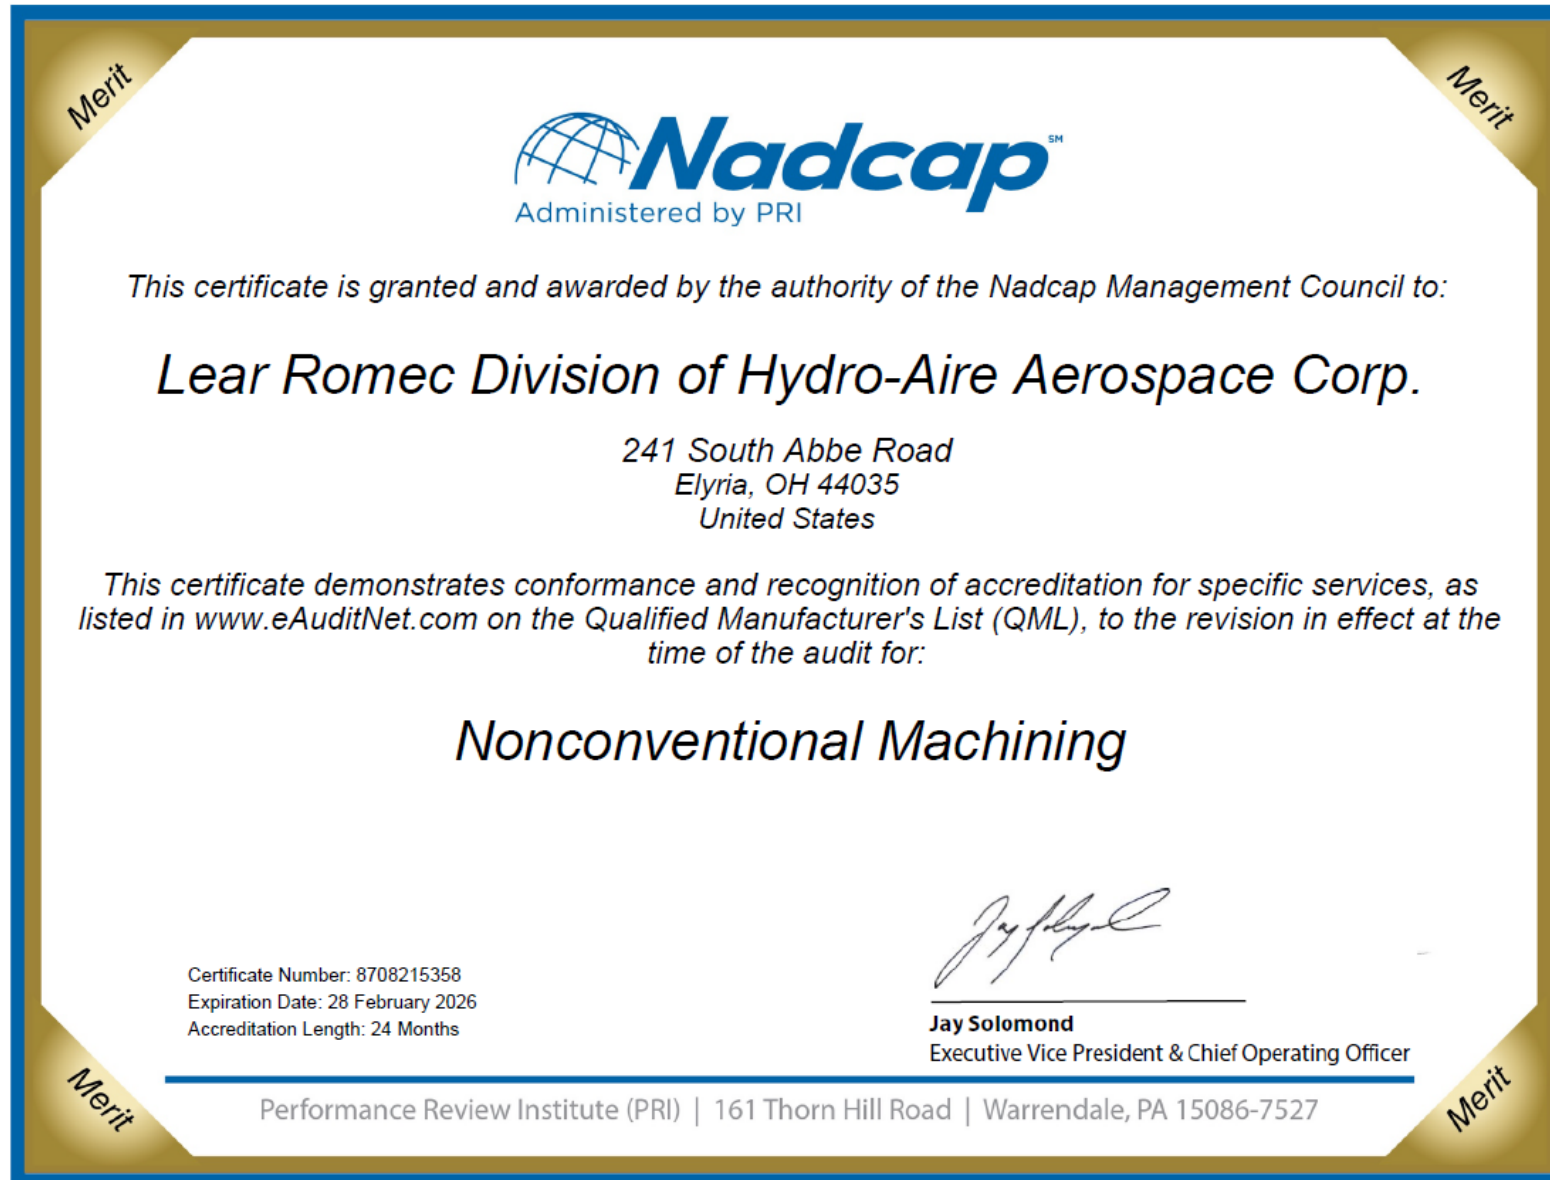 Merit
Merit
Nadcap SM
Administered by PRI
This certificate is granted and awarded by the authority of the Nadcap Management Council to:
Lear Romec Division of Hydro-Aire Aerospace Corp.
241 South Abbe Road
Elyria, OH 44035
United States
This certificate demonstrates conformance and recognition of accreditation for specific services, as
listed in www.eAuditNet.com on the Qualified Manufacturer's List (QML), to the revision in effect at the
time of the audit for:
Nonconventional Machining
Certificate Number: 8708215358
Expiration Date: 28 February 2026
Accreditation Length: 24 Months
Jay Solomond
Executive Vice President & Chief Operating Officer
Merit
Merit
Performance Review Institute (PRI) | 161 Thorn Hill Road | Warrendale, PA 15086-7527